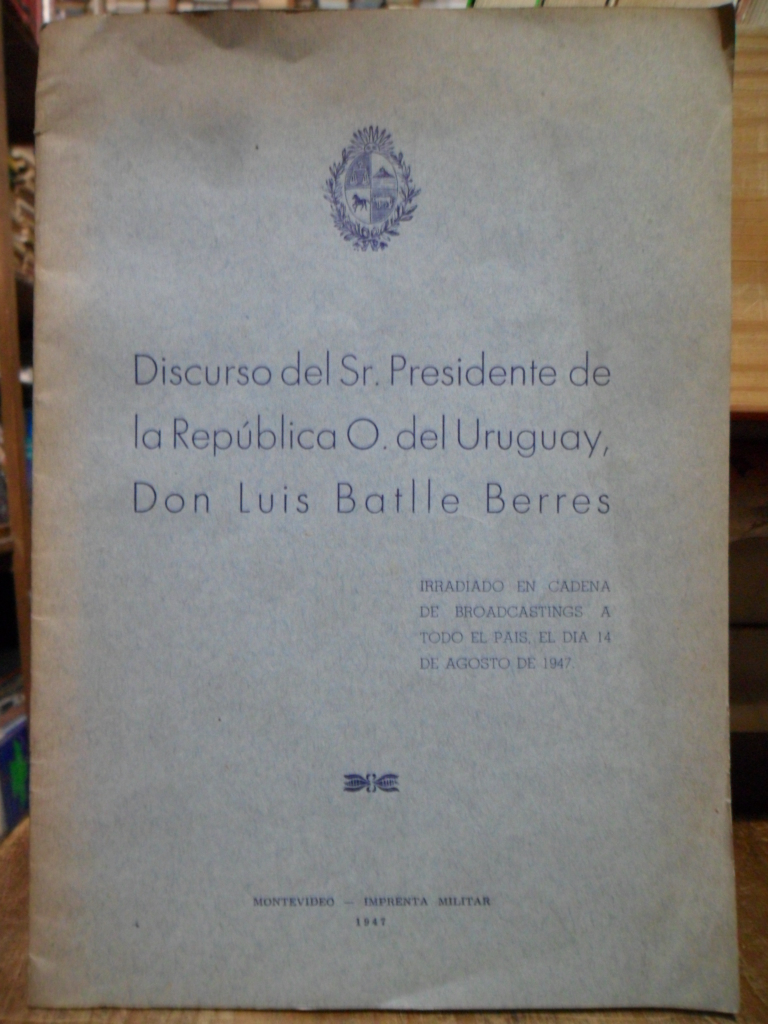 Discurso del Sr. Presidente de
la República O. del Uruguay,
Don Luis Batlle Berres
IRRADIADO EN CADENA
DE BROADCASTINGS A
TODO EL PAIS, EL DIA 14
DE AGOSTO DE 1947.
MONTEVIDEO — IMPRENTA MILITAR
1947